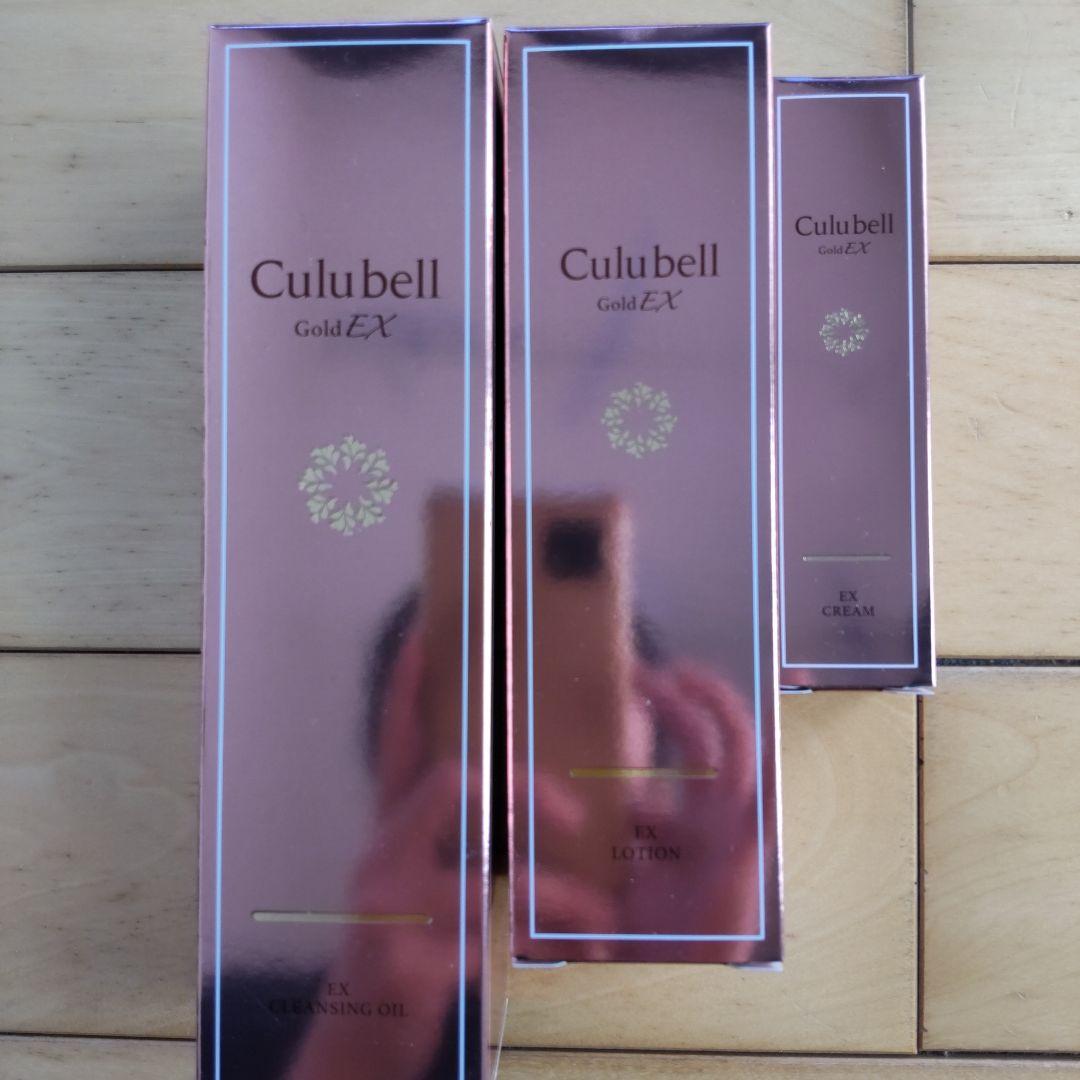 Culubell
Gold EX
EX
CLEANSING OIL
Culubell
Gold EX
EX
LOTION
Culubell
Gold EX
EX
CREAM